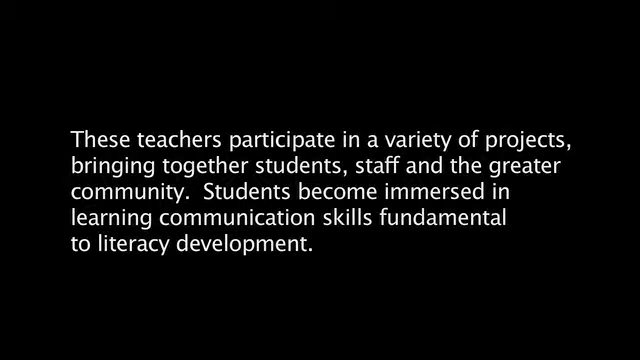 These teachers participate in a variety of projects,
bringing together students, staff and the greater
community.  Students become immersed in
learning communication skills fundamental
to literacy development.